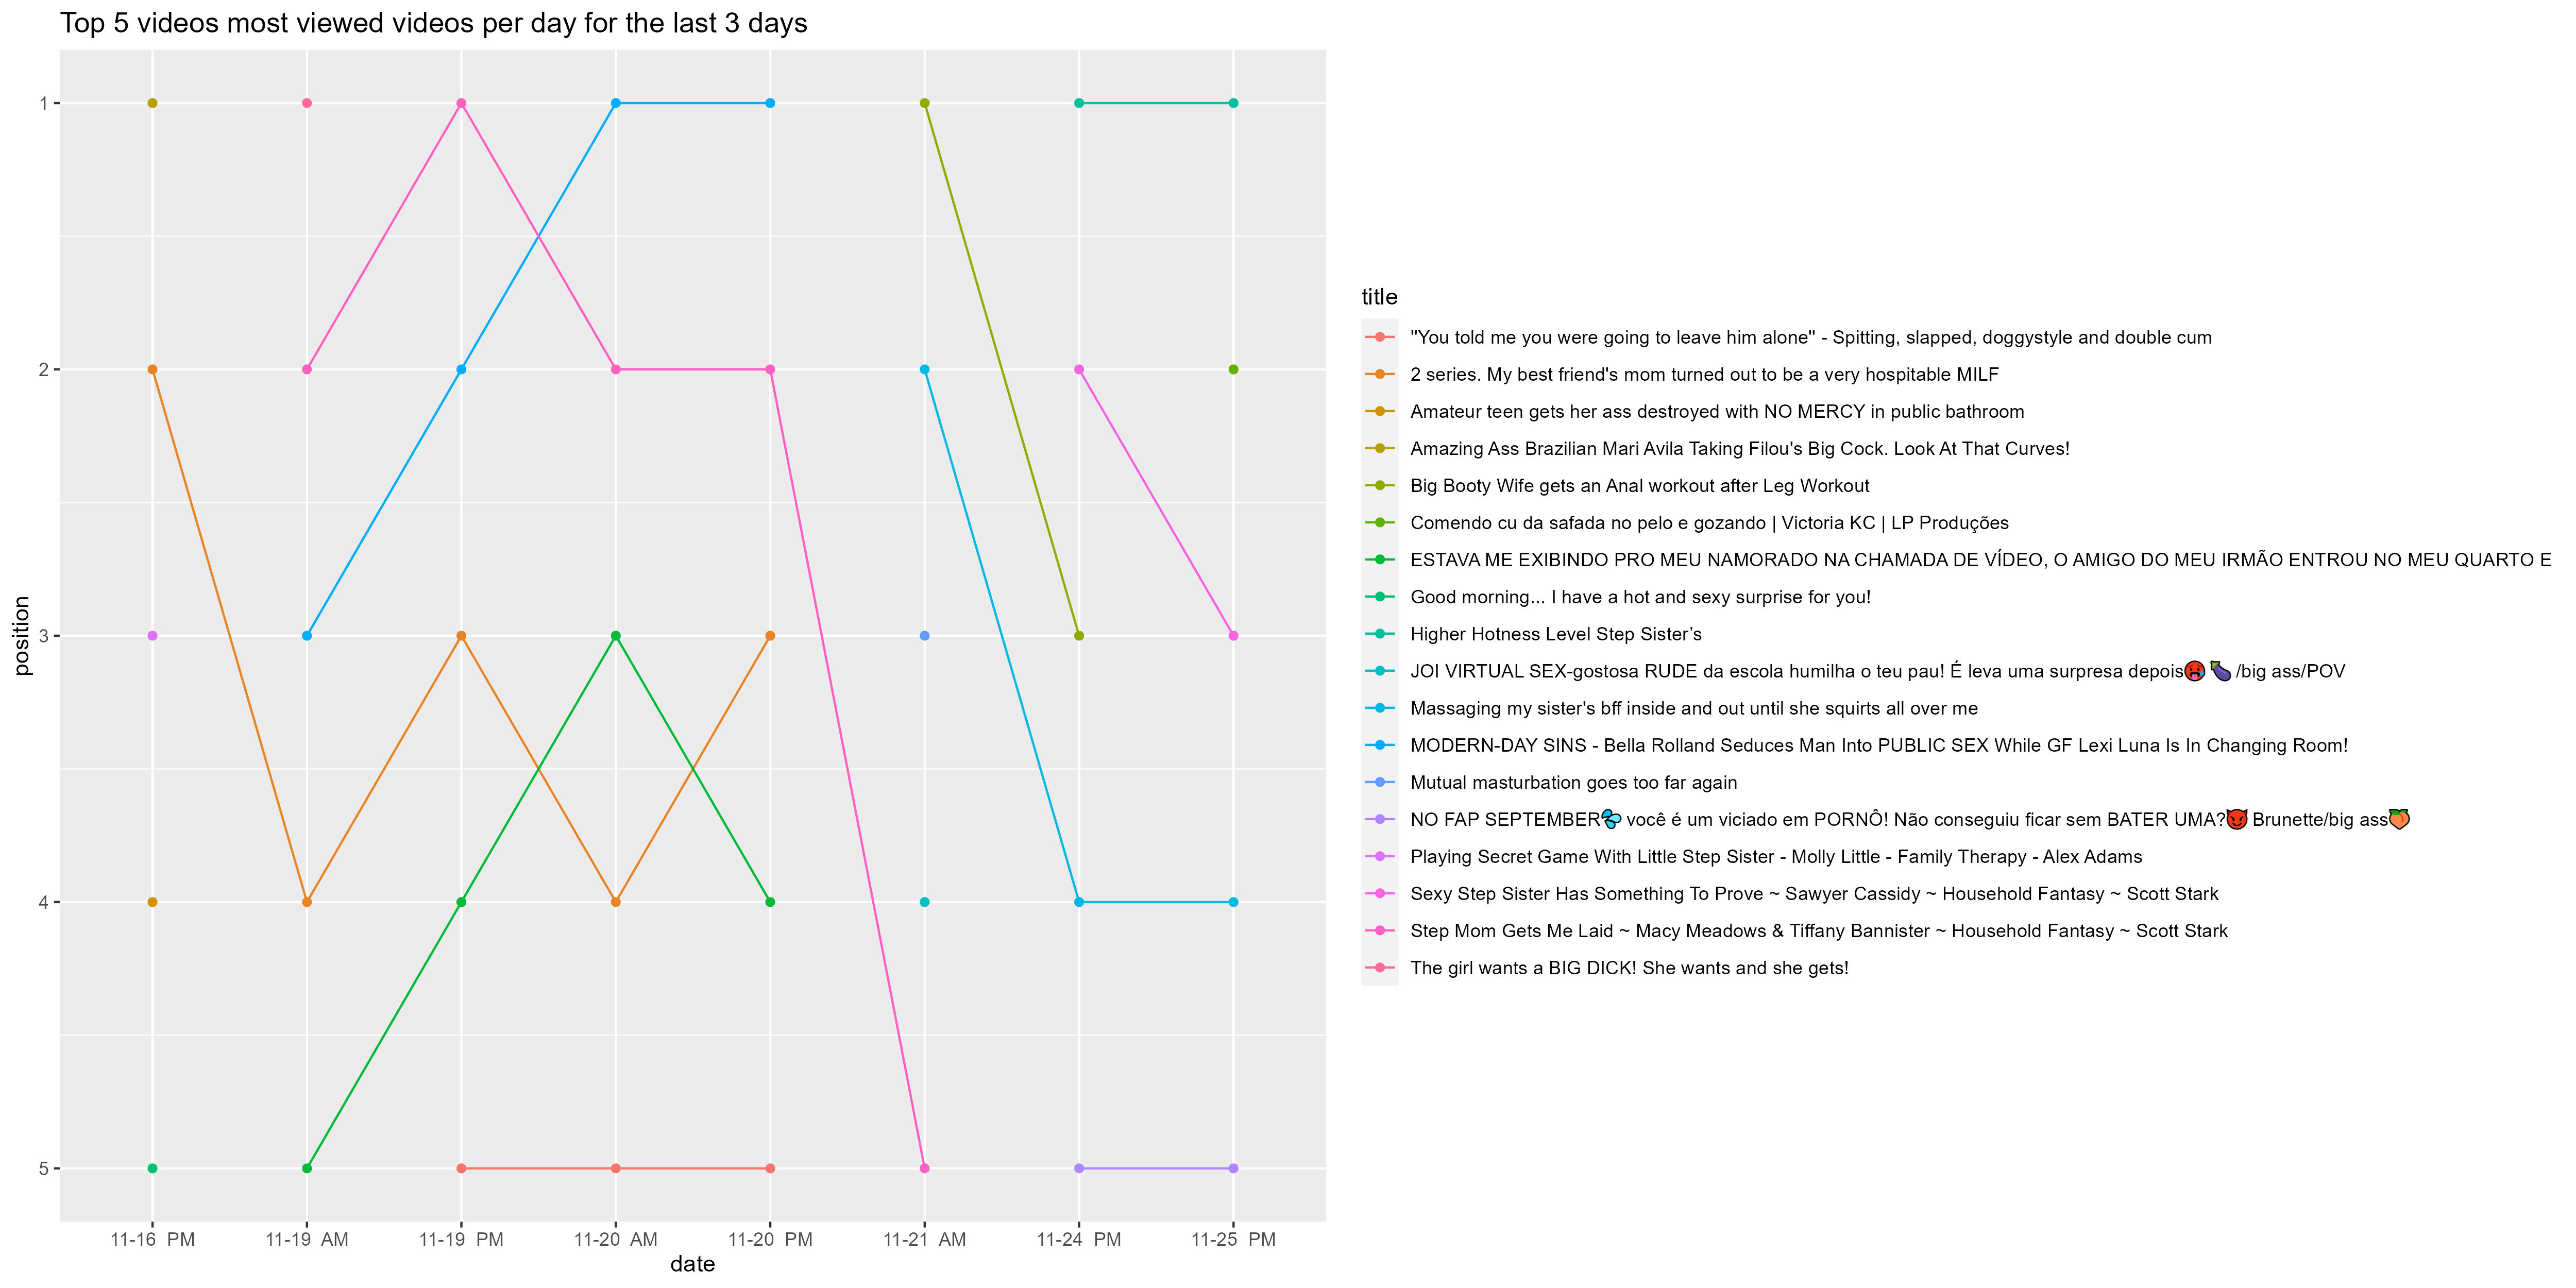 Top 5 videos most viewed videos per day for the last 3 days
position
1
2
3
4
5
11-16 PM
11-19 AM
11-19 PM
11-20 AM
11-20 PM
11-21 AM
11-24 PM
11-25 PM
date
title
"You told me you were going to leave him alone" - Spitting, slapped, doggystyle and double cum
2 series. My best friend's mom turned out to be a very hospitable MILF
Amateur teen gets her ass destroyed with NO MERCY in public bathroom
Amazing Ass Brazilian Mari Avila Taking Filou's Big Cock. Look At That Curves!
Big Booty Wife gets an Anal workout after Leg Workout
Comendo cu da safada no pelo e gozando | Victoria KC | LP Produções
ESTAVA ME EXIBINDO PRO MEU NAMORADO NA CHAMADA DE VÍDEO, O AMIGO DO MEU IRMÃO ENTROU NO MEU QUARTO E
Good morning... I have a hot and sexy surprise for you!
Higher Hotness Level Step Sister’s
JOI VIRTUAL SEX-gostosa RUDE da escola humilha o teu pau! É leva uma surpresa depois🥵🍆/big ass/POV
Massaging my sister's bff inside and out until she squirts all over me
MODERN-DAY SINS - Bella Rolland Seduces Man Into PUBLIC SEX While GF Lexi Luna Is In Changing Room!
Mutual masturbation goes too far again
NO FAP SEPTEMBER💦 você é um viciado em PORNÔ! Não conseguiu ficar sem BATER UMA?😈 Brunette/big ass🍑
Playing Secret Game With Little Step Sister - Molly Little - Family Therapy - Alex Adams
Sexy Step Sister Has Something To Prove ~ Sawyer Cassidy ~ Household Fantasy ~ Scott Stark
Step Mom Gets Me Laid ~ Macy Meadows & Tiffany Bannister ~ Household Fantasy ~ Scott Stark
The girl wants a BIG DICK! She wants and she gets!